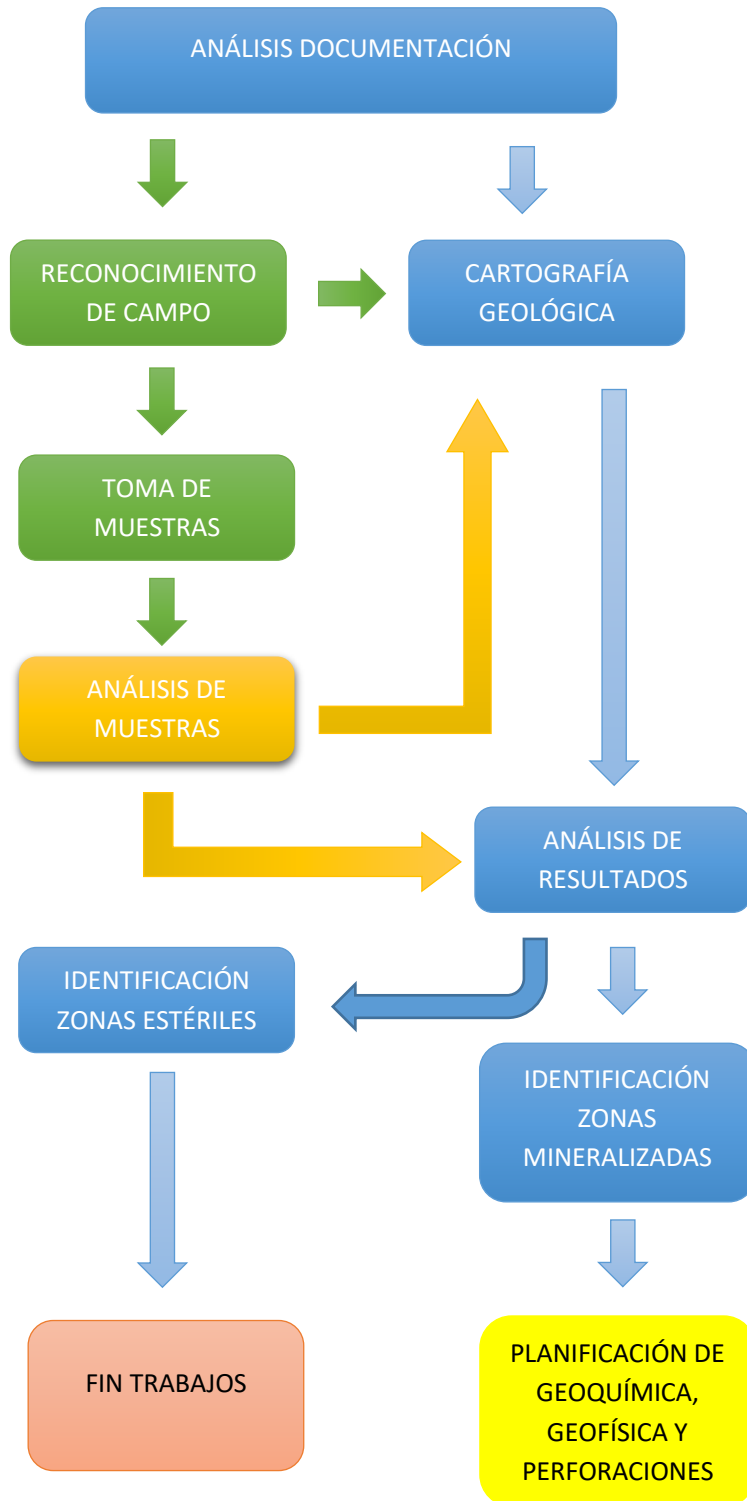 ANÁLISIS DOCUMENTACIÓN
RECONOCIMIENTO
DE CAMPO
CARTOGRAFÍA
GEOLÓGICA
TOMA DE
MUESTRAS
ANÁLISIS DE
MUESTRAS
ANÁLISIS DE
RESULTADOS
IDENTIFICACIÓN
ZONAS ESTÉRILES
IDENTIFICACIÓN
ZONAS
MINERALIZADAS
FIN TRABAJOS
PLANIFICACIÓN DE
GEOQUÍMICA,
GEOFÍSICA Y
PERFORACIONES